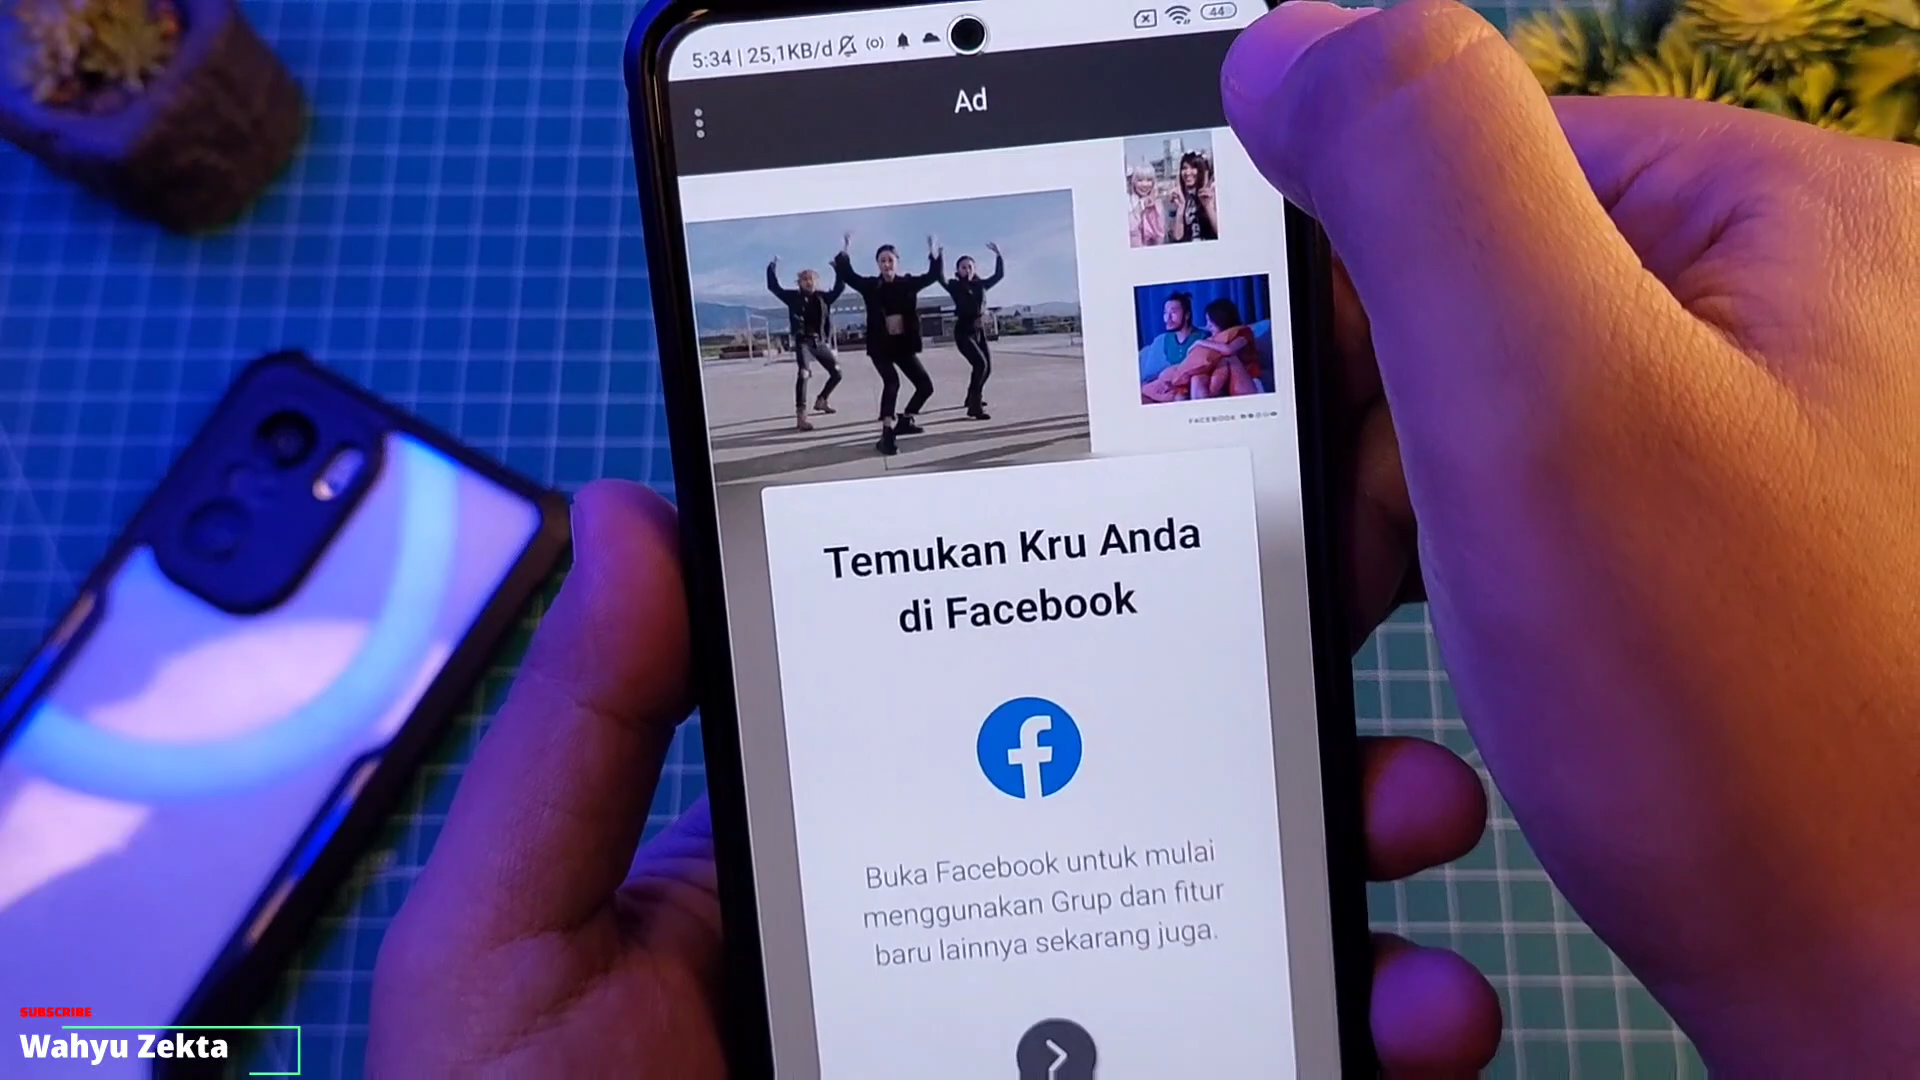 5:34 | 25,1KB/d
44
Ad
FACEBOOK
Temukan Kru Anda
di Facebook
Buka Facebook untuk mulai
menggunakan Grup dan fitur
baru lainnya sekarang juga.
SUBSCRIBE
Wahyu Zekta